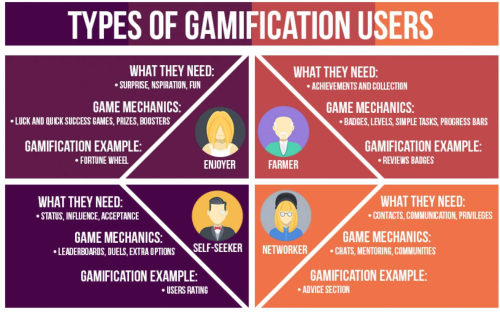 TYPES OF GAMIFICATION USERS
WHAT THEY NEED:
• SURPRISE, NSPIRATION, FUN
GAME MECHANICS:
• LUCK AND QUICK SUCCESS GAMES, PRIZES, BOOSTERS
GAMIFICATION EXAMPLE:
• FORTUNE WHEEL
ENJOYER
WHAT THEY NEED:
• ACHIEVEMENTS AND COLLECTION
GAME MECHANICS:
• BADGES, LEVELS, SIMPLE TASKS, PROGRESS BARS
GAMIFICATION EXAMPLE:
• REVIEWS BADGES
FARMER
WHAT THEY NEED:
• STATUS, INFLUENCE, ACCEPTANCE
GAME MECHANICS:
• LEADERBOARDS, DUELS, EXTRA OPTIONS
GAMIFICATION EXAMPLE:
• USERS RATING
SELF-SEEKER
WHAT THEY NEED:
• CONTACTS, COMMUNICATION, PRIVILEGES
GAME MECHANICS:
• CHATS, MENTORING, COMMUNITIES
GAMIFICATION EXAMPLE:
• ADVICE SECTION
NETWORKER